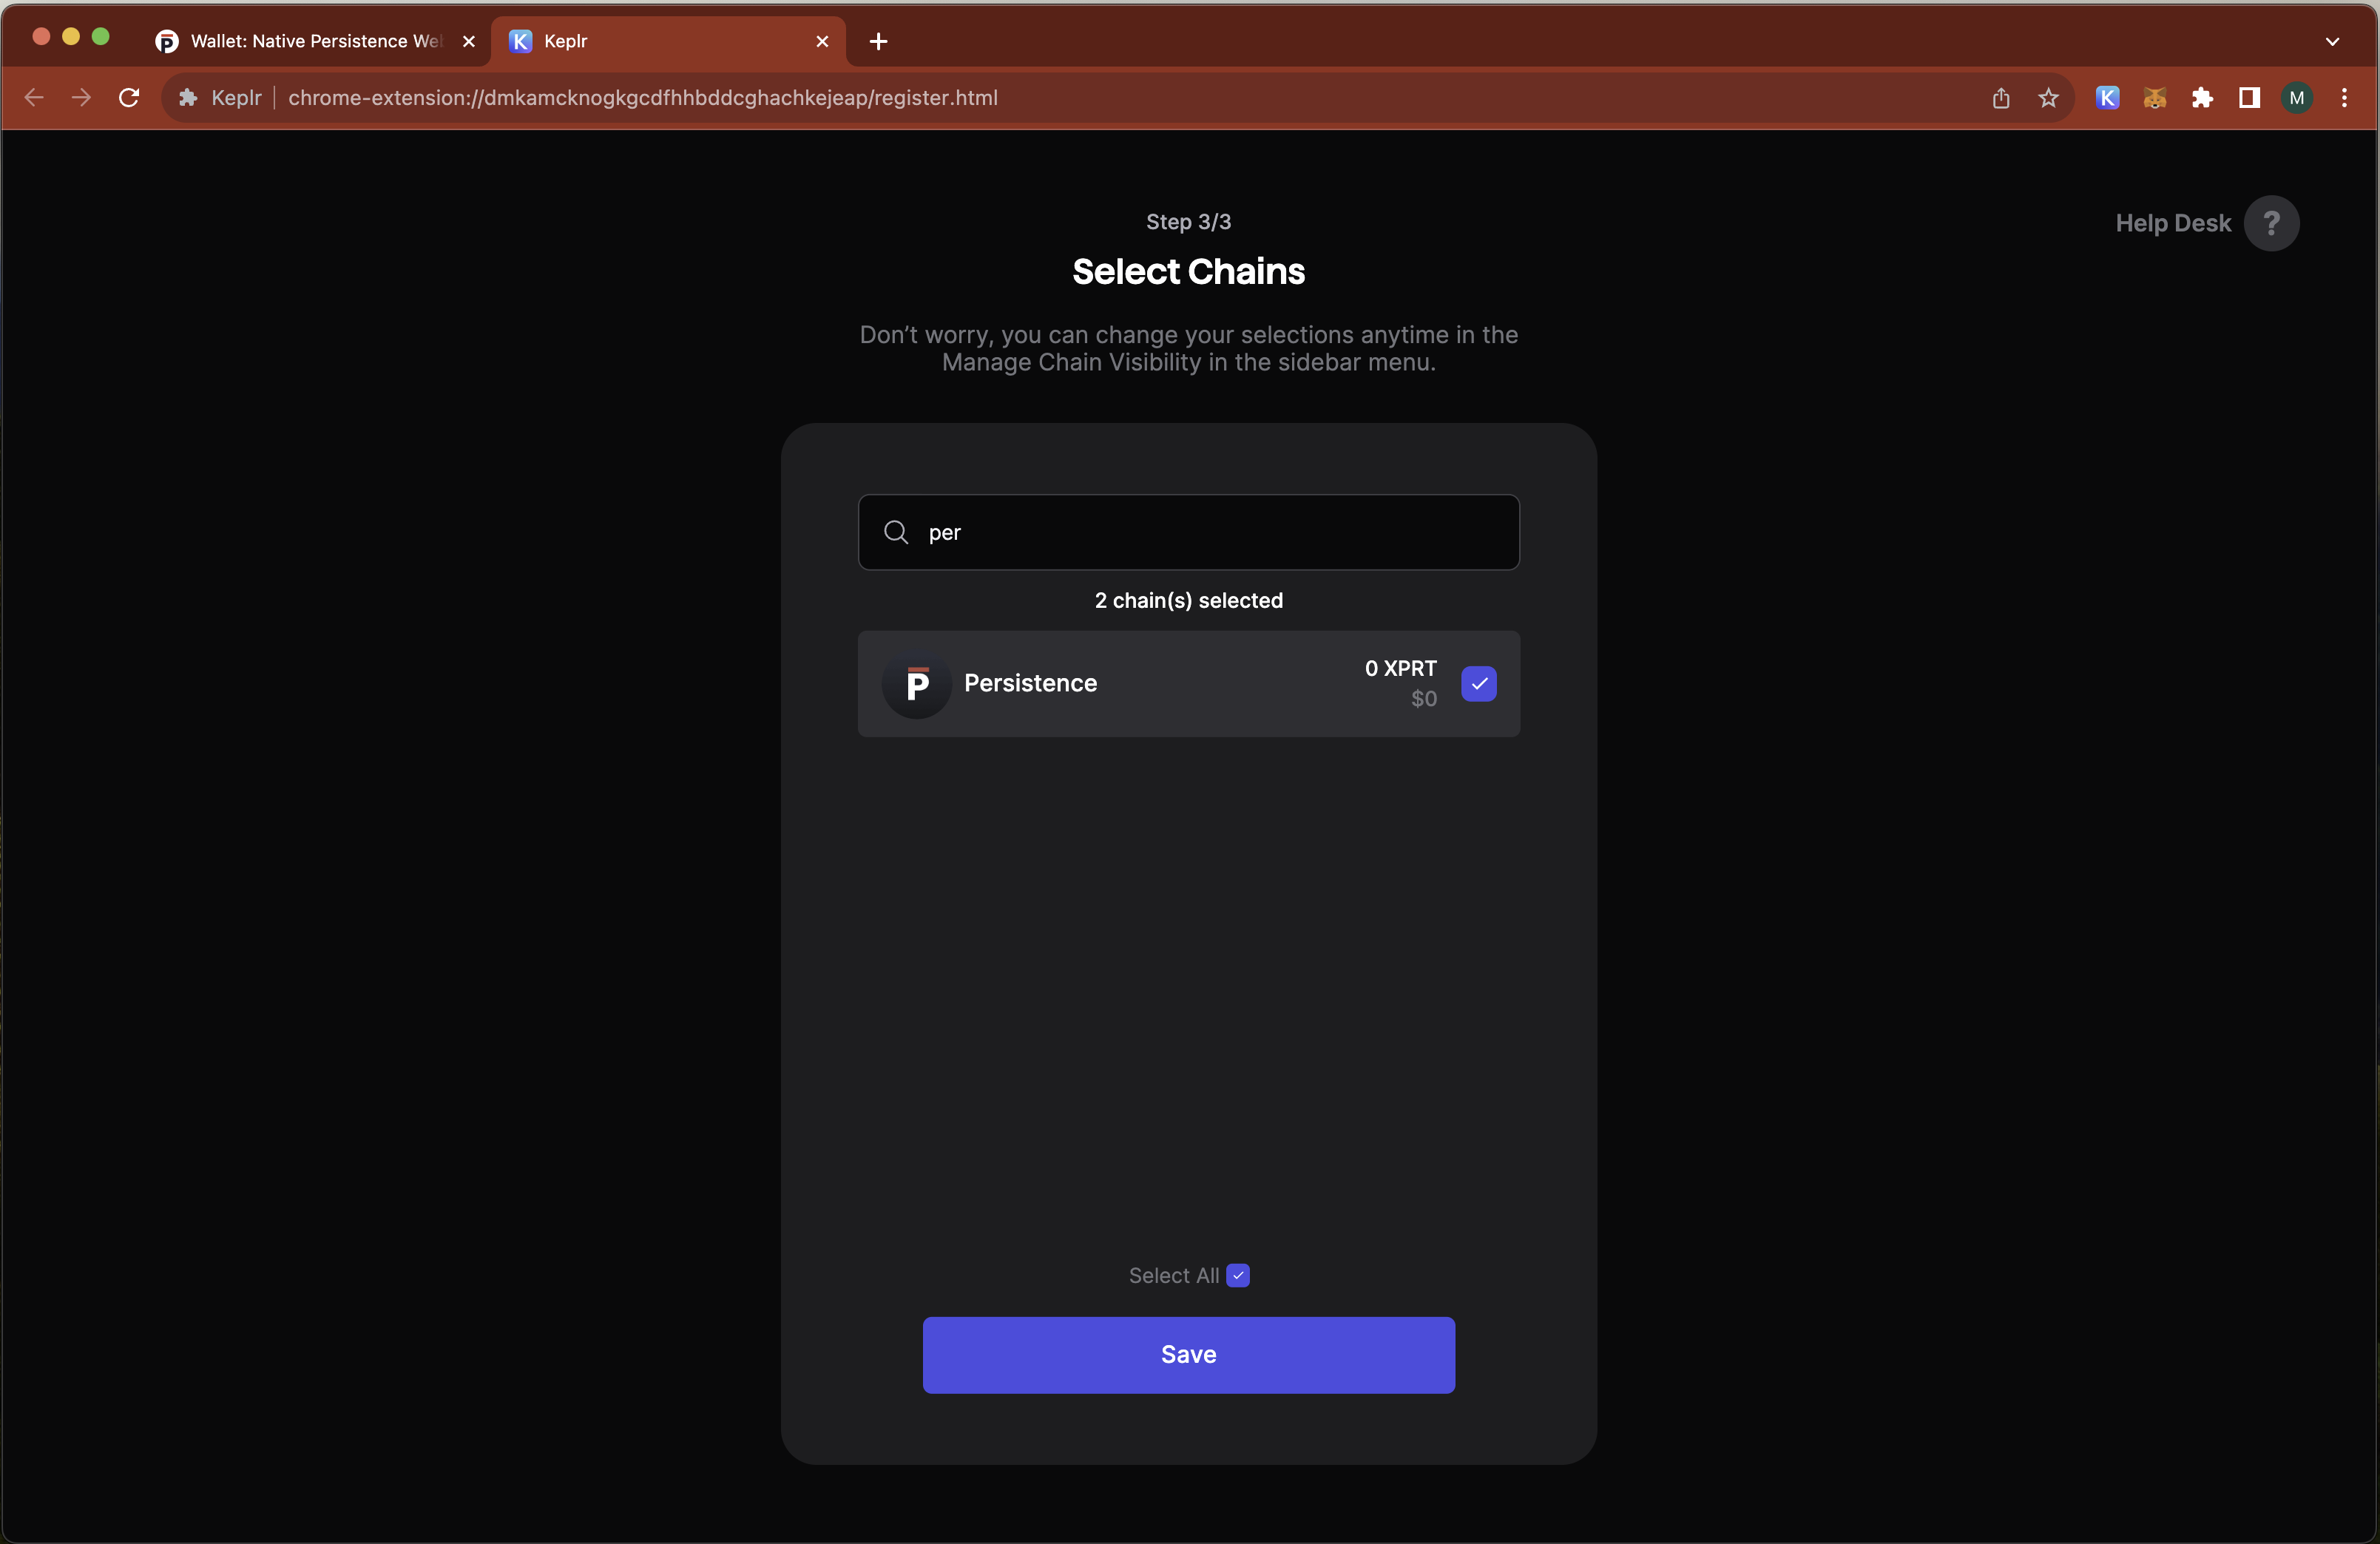 Wallet: Native Persistence We
Keplr
Keplr
chrome-extension://dmkamcknogkgcdfhhbddcghachkejeap/register.html
K
M
Step 3/3
Help Desk ?
Select Chains
Don’t worry, you can change your selections anytime in the
Manage Chain Visibility in the sidebar menu.
per
2 chain(s) selected
P
Persistence
0 XPRT
$0
Select All
Save